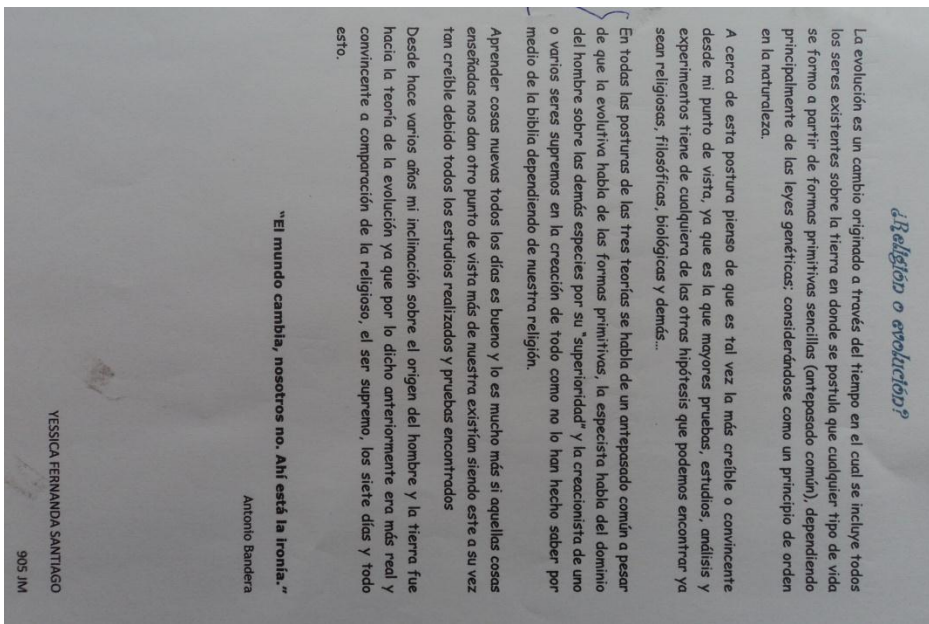 ¿Religión o evolución?
La evolución es un cambio originado a través del tiempo en el cual se incluye todos
los seres existentes sobre la tierra en donde se postula que cualquier tipo de vida
se formo a partir de formas primitivas sencillas (antepasado común), dependiendo
principalmente de las leyes genéticas; considerándose como un principio de orden
en la naturaleza.
A cerca de esta postura pienso de que es tal vez la más creíble o convincente
desde mi punto de vista, ya que es la que mayores pruebas, estudios, análisis y
experimentos tiene de cualquiera de las otras hipótesis que podemos encontrar ya
sean religiosas, filosóficas, biológicas y demás...
En todas las posturas de las tres teorías se habla de un antepasado común a pesar
de que la evolutiva habla de las formas primitivas, la especista habla del dominio
del hombre sobre las demás especies por su "superioridad" y la creacionista de uno
o varios seres supremos en la creación de todo como no lo han hecho saber por
medio de la biblia dependiendo de nuestra religión.
Aprender cosas nuevas todos los días es bueno y lo es mucho más si aquellas cosas
enseñadas nos dan otro punto de vista más de nuestra existían siendo este a su vez
tan creíble debido todos los estudios realizados y pruebas encontrados
Desde hace varios años mi inclinación sobre el origen del hombre y la tierra fue
hacia la teoría de la evolución ya que por lo dicho anteriormente era más real y
convincente a comparación de la religioso, el ser supremo, los siete días y todo
esto.
"El mundo cambia, nosotros no. Ahí está la ironía."
Antonio Bandera
YESSICA FERNANDA SANTIAGO
905 JM